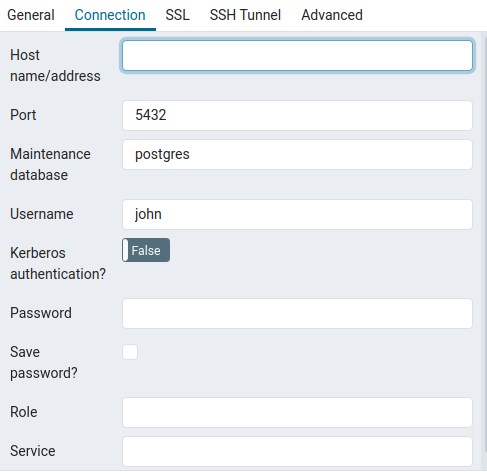 General Connection SSL SSH Tunnel Advanced
Host
name/address
Port 5432
Maintenance
database postgres
Username john
Kerberos
authentication? False
Password
Save
password?
Role
Service